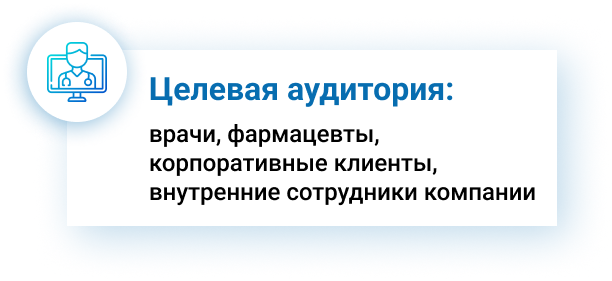 Целевая аудитория:
врачи, фармацевты,
корпоративные клиенты,
внутренние сотрудники компании